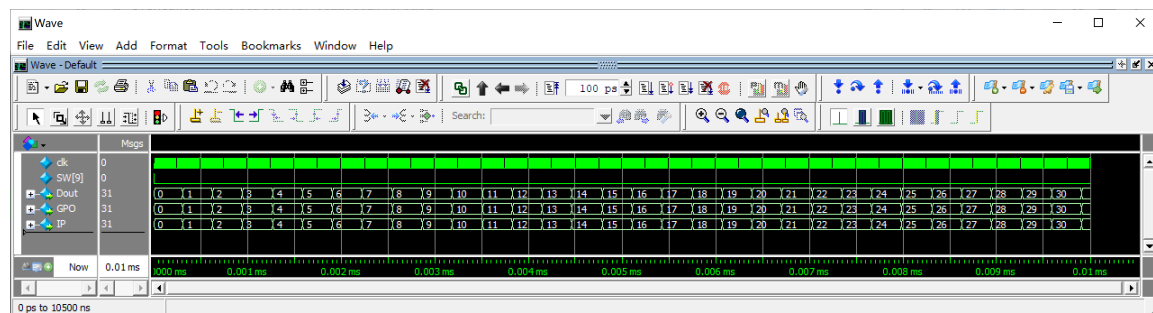 Wave
File Edit View Add Format Tools Bookmarks Window Help
Wave - Default
100 ps
Search:
Msgs
clk 0
SW[9] 0
Dout 31 0 1 2 3 4 5 6 7 8 9 10 11 12 13 14 15 16 17 18 19 20 21 22 23 24 25 26 27 28 29 30
GPO 31 0 1 2 3 4 5 6 7 8 9 10 11 12 13 14 15 16 17 18 19 20 21 22 23 24 25 26 27 28 29 30
IP 31 0 1 2 3 4 5 6 7 8 9 10 11 12 13 14 15 16 17 18 19 20 21 22 23 24 25 26 27 28 29 30
Now 0.01 ms 0000 ms 0.001 ms 0.002 ms 0.003 ms 0.004 ms 0.005 ms 0.006 ms 0.007 ms 0.008 ms 0.009 ms 0.01 ms
0 ps to 10500 ns